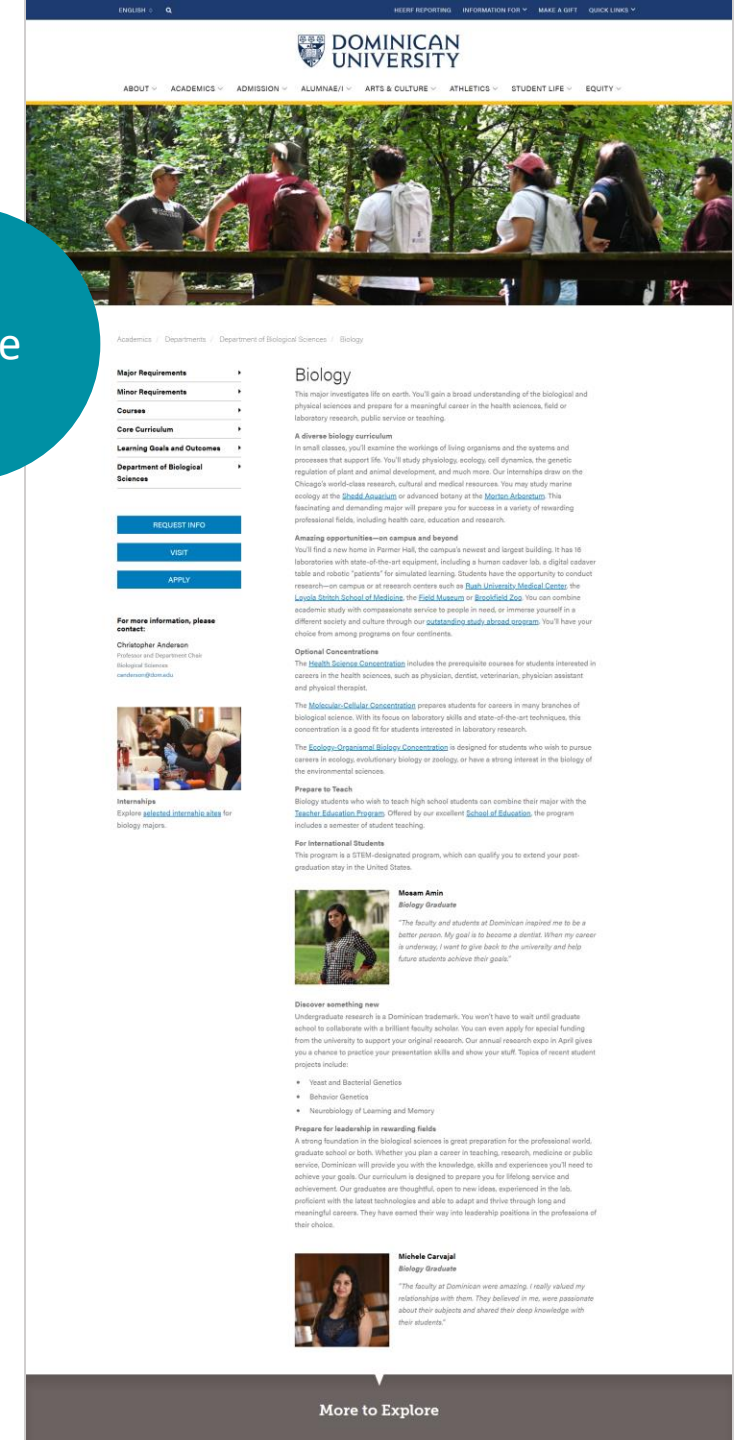 ENGLISH
HEERF REPORTING INFORMATION FOR MAKE A GIFT QUICK LINKS
DOMINICAN
UNIVERSITY
ABOUT ACADEMICS ADMISSION ALUMNAE/I ARTS & CULTURE ATHLETICS STUDENT LIFE EQUITY
e
Academics / Departments / Department of Biological Sciences / Biology
Major Requirements
Minor Requirements
Courses
Core Curriculum
Learning Goals and Outcomes
Department of Biological
Sciences
REQUEST INFO
VISIT
APPLY
For more information, please
contact:
Christopher Anderson
Professor and Department Chair
Biological Sciences
canderson@dom.edu
Internships
Explore selected internship sites for
biology majors.
Biology
This major investigates life on earth. You'll gain a broad understanding of the biological and
physical sciences and prepare for a meaningful career in the health sciences, field or
laboratory research, public service or teaching.
A diverse biology curriculum
In small classes, you'll examine the workings of living organisms and the systems and
processes that support life. You'll study physiology, ecology, cell dynamics, the genetic
regulation of plant and animal development, and much more. Our internships draw on the
Chicago's world-class research, cultural and medical resources. You may study marine
ecology at the Shedd Aquarium or advanced botany at the Morton Arboretum. This
fascinating and demanding major will prepare you for success in a variety of rewarding
professional fields, including health care, education and research.
Amazing opportunities—on campus and beyond
You'll find a new home in Parmer Hall, the campus's newest and largest building. It has 16
laboratories with state-of-the-art equipment, including a human cadaver lab, a digital cadaver
table and robotic "patients" for simulated learning. Students have the opportunity to conduct
research—on campus or at research centers such as Rush University Medical Center, the
Loyola Stritch School of Medicine, the Field Museum or Brookfield Zoo. You can combine
academic study with compassionate service to people in need, or immerse yourself in a
different society and culture through our outstanding study abroad program. You'll have your
choice from among programs on four continents.
Optional Concentrations
The Health Science Concentration includes the prerequisite courses for students interested in
careers in the health sciences, such as physician, dentist, veterinarian, physician assistant
and physical therapist.
The Molecular-Cellular Concentration prepares students for careers in many branches of
biological science. With its focus on laboratory skills and state-of-the-art techniques, this
concentration is a good fit for students interested in laboratory research.
The Ecology-Organismal Biology Concentration is designed for students who wish to pursue
careers in ecology, evolutionary biology or zoology, or have a strong interest in the biology of
the environmental sciences.
Prepare to Teach
Biology students who wish to teach high school students can combine their major with the
Teacher Education Program. Offered by our excellent School of Education, the program
includes a semester of student teaching.
For International Students
This program is a STEM-designated program, which can qualify you to extend your post-
graduation stay in the United States.
Mosam Amin
Biology Graduate
"The faculty and students at Dominican inspired me to be a
better person. My goal is to become a dentist. When my career
is underway, I want to give back to the university and help
future students achieve their goals."
Discover something new
Undergraduate research is a Dominican trademark. You won't have to wait until graduate
school to collaborate with a brilliant faculty scholar. You can even apply for special funding
from the university to support your original research. Our annual research expo in April gives
you a chance to practice your presentation skills and show your stuff. Topics of recent student
projects include:
• Yeast and Bacterial Genetics
• Behavior Genetics
• Neurobiology of Learning and Memory
Prepare for leadership in rewarding fields
A strong foundation in the biological sciences is great preparation for the professional world,
graduate school or both. Whether you plan a career in teaching, research, medicine or public
service, Dominican will provide you with the knowledge, skills and experiences you'll need to
achieve your goals. Our curriculum is designed to prepare you for lifelong service and
achievement. Our graduates are thoughtful, open to new ideas, experienced in the lab,
proficient with the latest technologies and able to adapt and thrive through long and
meaningful careers. They have earned their way into leadership positions in the professions of
their choice.
Michele Carvajal
Biology Graduate
"The faculty at Dominican were amazing. I really valued my
relationships with them. They believed in me, were passionate
about their subjects and shared their deep knowledge with
their students."
More to Explore